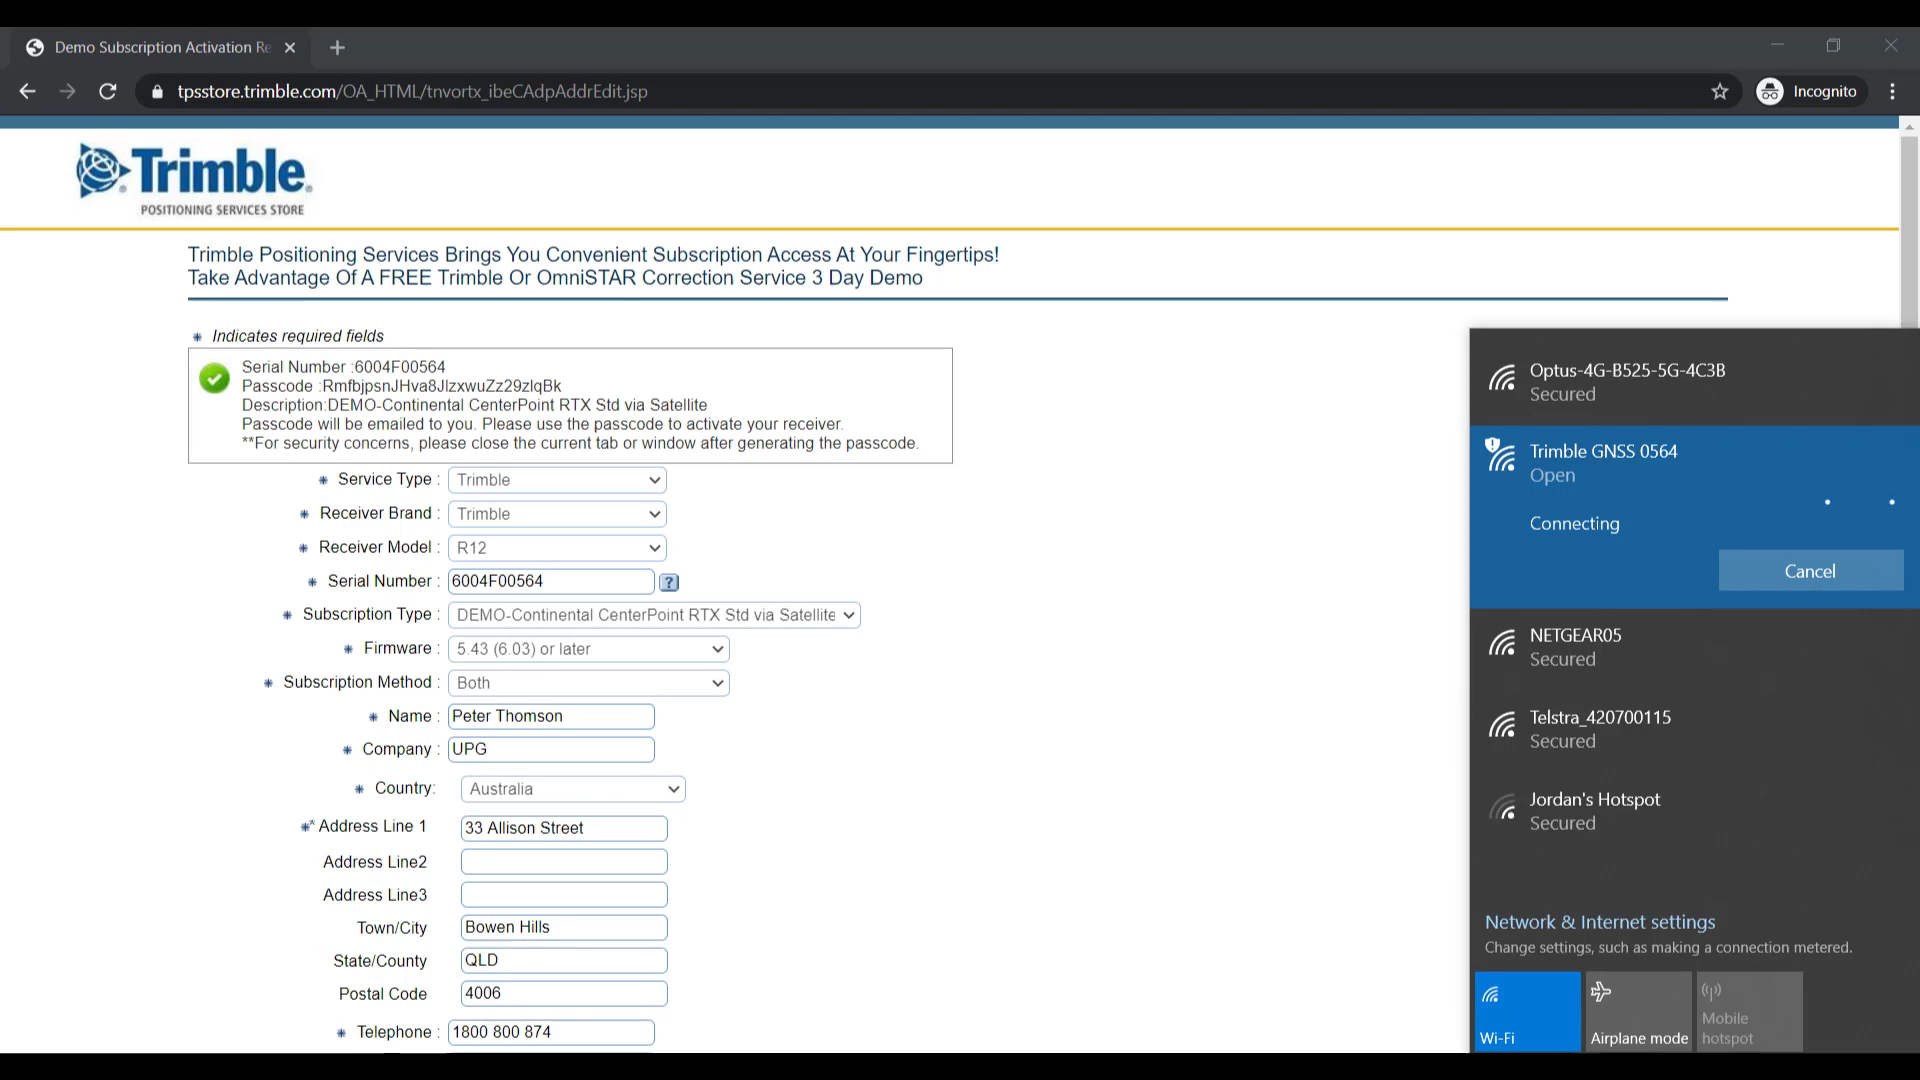 Demo Subscription Activation Re
tpsstore.trimble.com/OA_HTML/tnvortx_ibeCAdpAddrEdit.jsp
Incognito
Trimble
POSITIONING SERVICES STORE
Trimble Positioning Services Brings You Convenient Subscription Access At Your Fingertips!
Take Advantage Of A FREE Trimble Or OmniSTAR Correction Service 3 Day Demo
Indicates required fields
Serial Number :6004F00564
Passcode :RmfbjpsnJHva8JlzxwuZz29zlqBk
Description:DEMO-Continental CenterPoint RTX Std via Satellite
Passcode will be emailed to you. Please use the passcode to activate your receiver.
**For security concerns, please close the current tab or window after generating the passcode.
Service Type : Trimble
Receiver Brand : Trimble
Receiver Model : R12
Serial Number : 6004F00564 ?
Subscription Type : DEMO-Continental CenterPoint RTX Std via Satellite
Firmware : 5.43 (6.03) or later
Subscription Method : Both
Name : Peter Thomson
Company : UPG
Country: Australia
* Address Line 1 33 Allison Street
Address Line2
Address Line3
Town/City Bowen Hills
State/County QLD
Postal Code 4006
Telephone : 1800 800 874
Optus-4G-B525-5G-4C3B
Secured
Trimble GNSS 0564
Open
Connecting
Cancel
NETGEAR05
Secured
Telstra_420700115
Secured
Jordan's Hotspot
Secured
Network & Internet settings
Change settings, such as making a connection metered.
Wi-Fi
Airplane mode
Mobile
hotspot